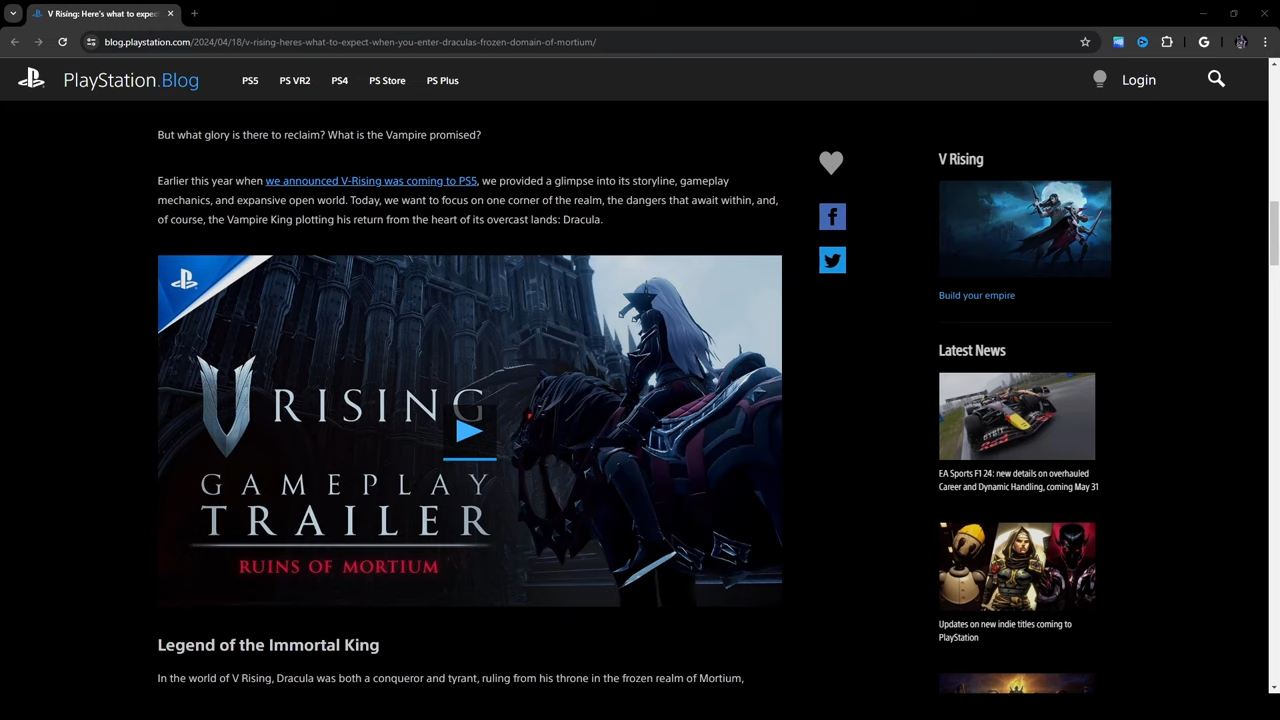 V Rising: Here's what to expec
blog.playstation.com/2024/04/18/v-rising-heres-what-to-expect-when-you-enter-draculas-frozen-domain-of-mortium/
PlayStation.Blog
PS5
PS VR2
PS4
PS Store
PS Plus
Login
But what glory is there to reclaim? What is the Vampire promised?
Earlier this year when we announced V-Rising was coming to PS5, we provided a glimpse into its storyline, gameplay
mechanics, and expansive open world. Today, we want to focus on one corner of the realm, the dangers that await within, and,
of course, the Vampire King plotting his return from the heart of its overcast lands: Dracula.
V RISING
GAMEPLAY
TRAILER
RUINS OF MORTIUM
Legend of the Immortal King
In the world of V Rising, Dracula was both a conqueror and tyrant, ruling from his throne in the frozen realm of Mortium,
V Rising
Build your empire
Latest News
EA Sports F1 24: new details on overhauled
Career and Dynamic Handling, coming May 31
Updates on new indie titles coming to
PlayStation